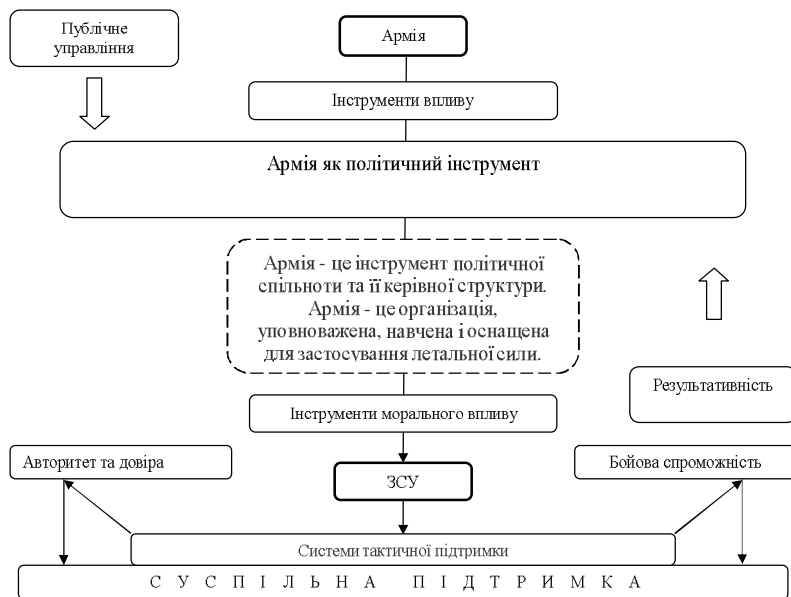 Публічне
управління
Армія
Інструменти впливу
Армія як політичний інструмент
Армія - це інструмент політичної
спільноти та її керівної структури.
Армія - це організація,
уповноважена, навчена і оснащена
для застосування летальної сили.
Результативність
Інструменти морального впливу
Авторитет та довіра
ЗСУ
Бойова спроможність
Системи тактичної підтримки
С У С П І Л Ь Н А П І Д Т Р И М К А